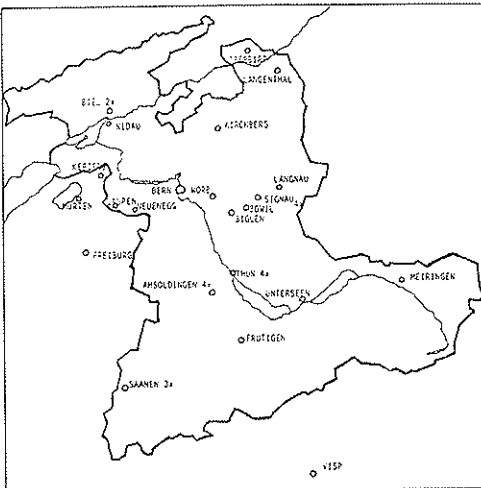 LANGENTHAL
BIEL 2x
NIDAU
KIRCHBERG
KERZERS
LANGNAU
BERN
WORB
SIGNAU
MURTEN
LAUPEN
NEUENEGG
BOWIL
BIGLEN
FREIBURG
THUN 4x
MEIRINGEN
AMSOLDINGEN 4x
UNTERSEEN
FRUTIGEN
SAANEN 3x
VISP